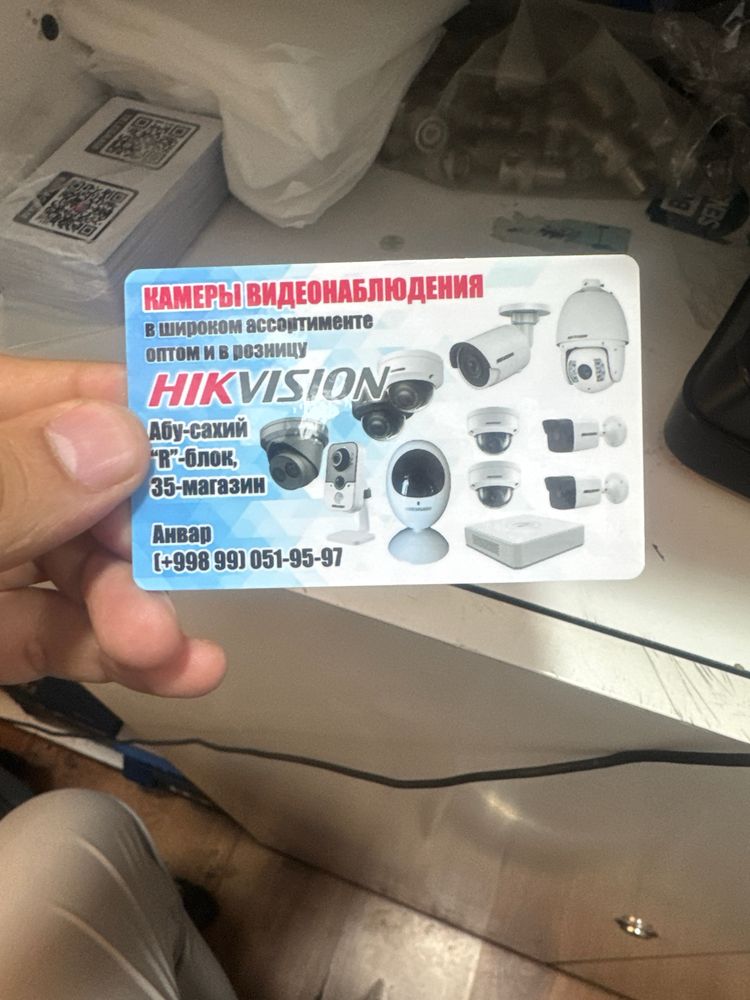 КАМЕРЫ ВИДЕОНАБЛЮДЕНИЯ
в широком ассортименте
оптом и в розницу
HIKVISION
Абу-сахий
"R"-блок,
35-магазин
Анвар
(+998 99) 051-95-97